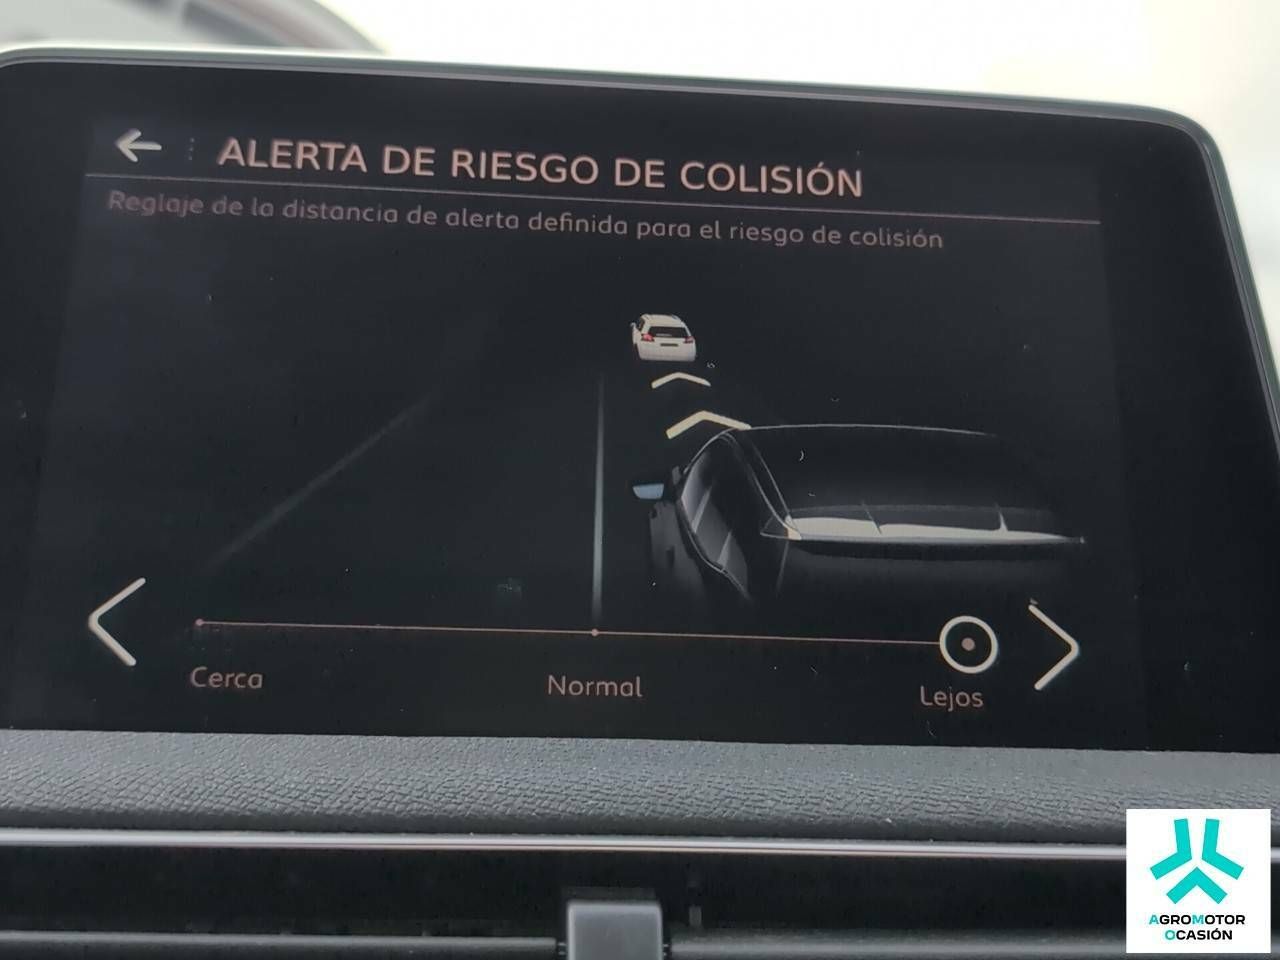 ALERTA DE RIESGO DE COLISIÓN
Reglaje de la distancia de alerta definida para el riesgo de colisión
Cerca
Normal
Lejos
AGROMOTOR
OCASIÓN